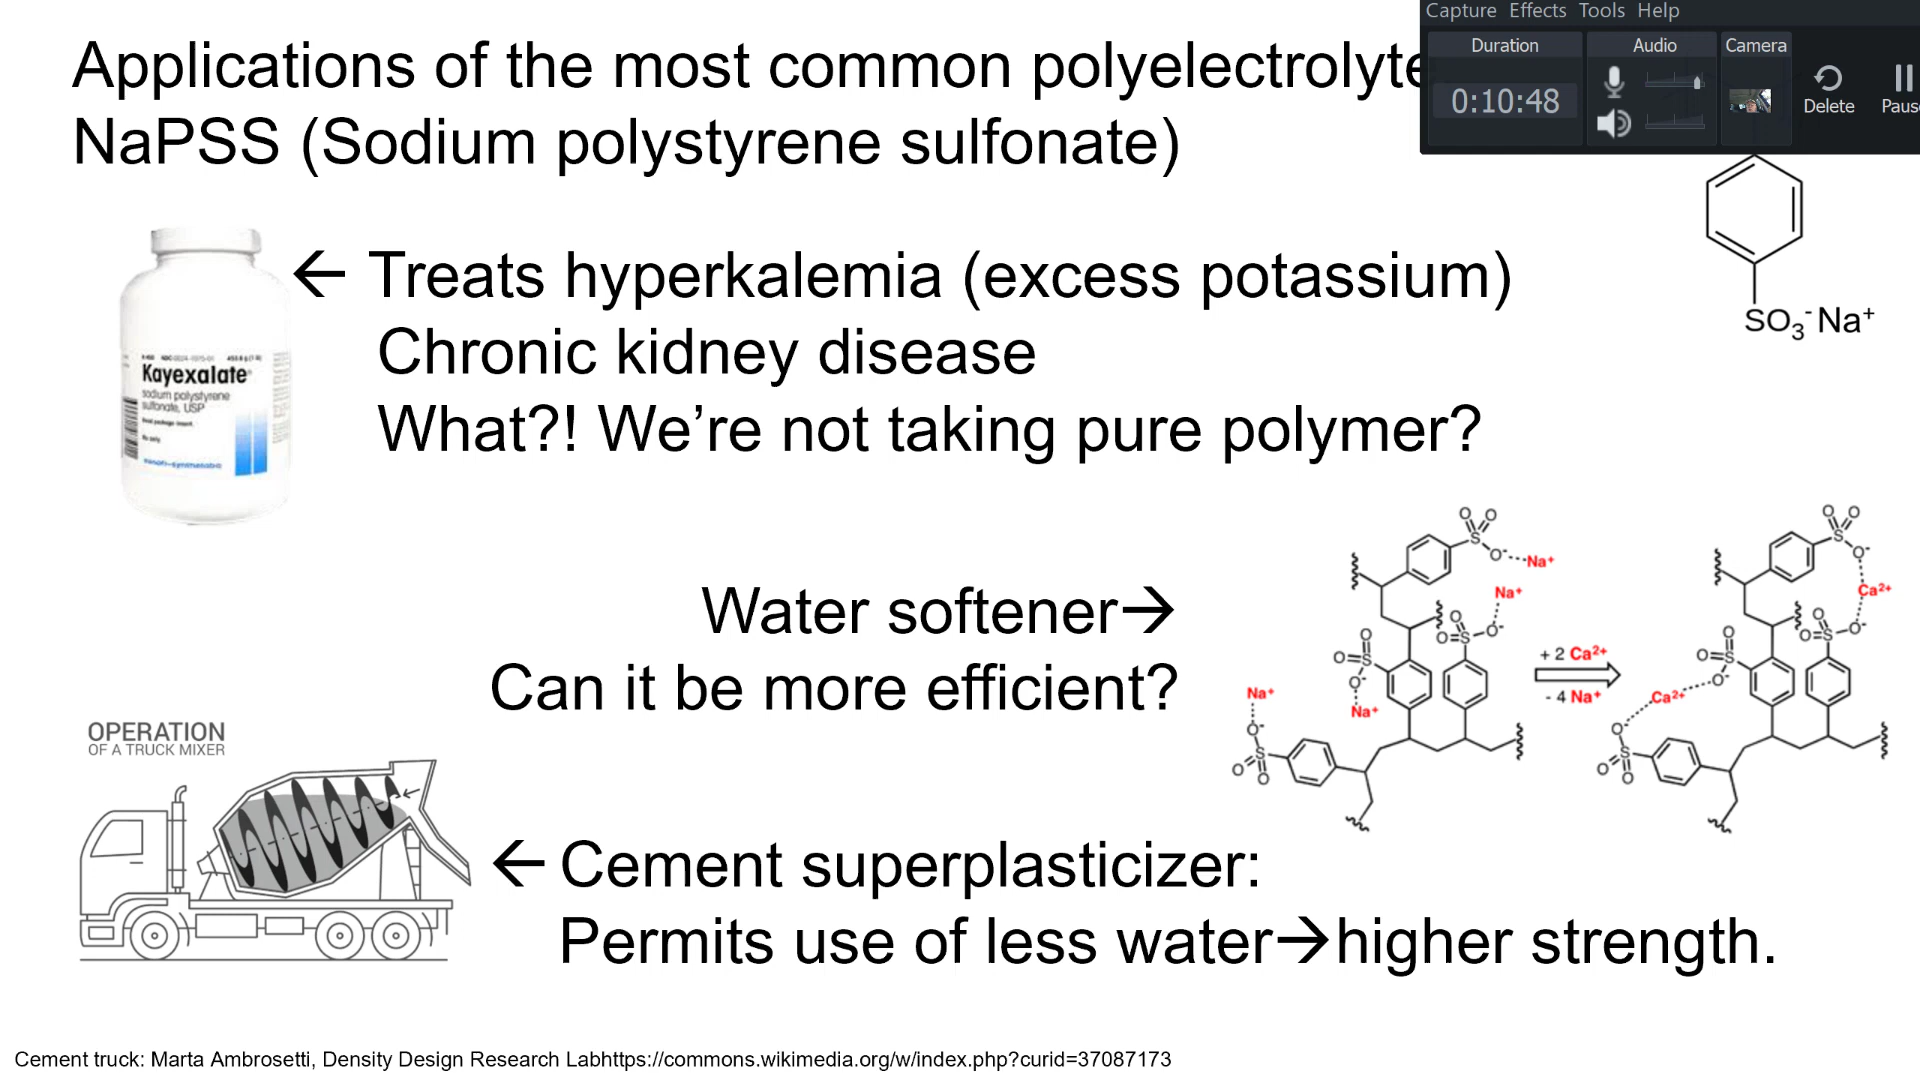 Capture Effects Tools Help
Duration
Audio
Camera
0:10:48
Delete
Applications of the most common polyelectrolyte
NaPSS (Sodium polystyrene sulfonate)
SO3- Na+
← Treats hyperkalemia (excess potassium)
Chronic kidney disease
What?! We’re not taking pure polymer?
Kayexalate
sodium polystyrene
sulfonate, USP
Water softener→
Can it be more efficient?
O O
S
O- Na+
Na+
O=S O-
O
O=S
O-
Na+
Na+
O-
S
O O
+ 2 Ca2+
- 4 Na+
O O
S
O-
Ca2+
O
O=S O-
O
O=S
O-
Ca2+
O-
S
O O
OPERATION
OF A TRUCK MIXER
← Cement superplasticizer:
Permits use of less water→higher strength.
Cement truck: Marta Ambrosetti, Density Design Research Labhttps://commons.wikimedia.org/w/index.php?curid=37087173